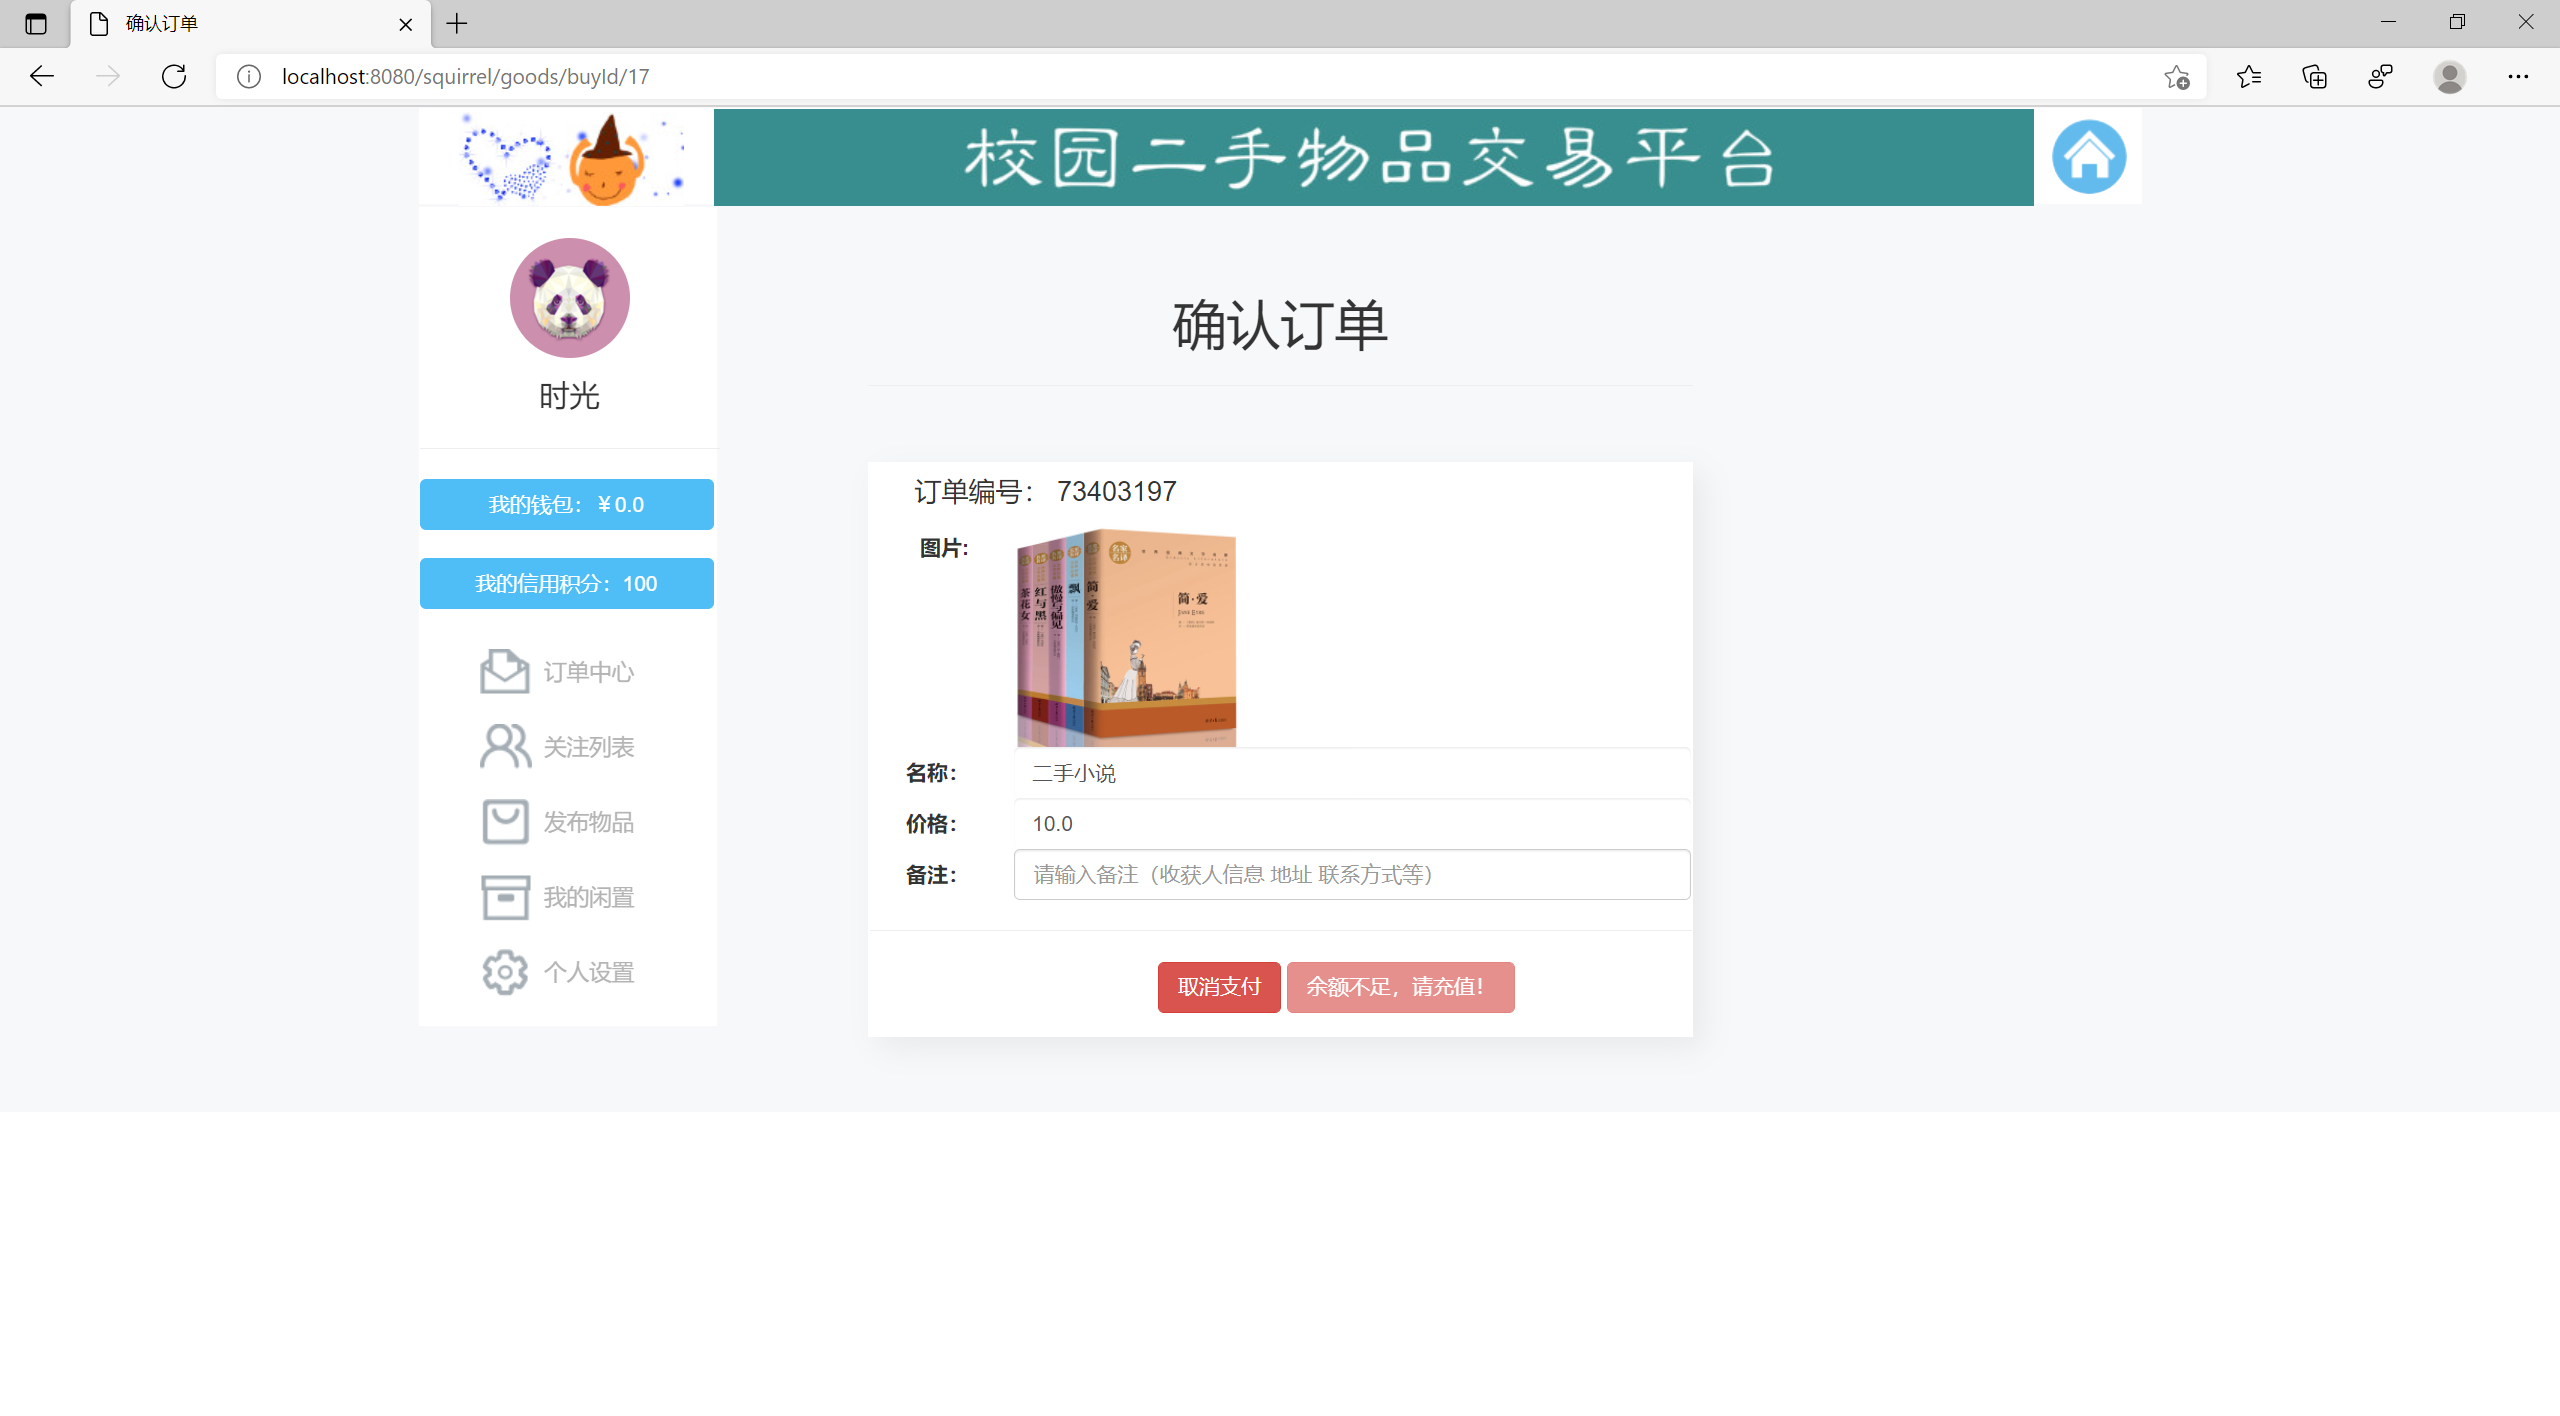 确认订单
localhost:8080/squirrel/goods/buyId/17
校园二手物品交易平台
时光
我的钱包：￥0.0
我的信用积分：100
订单中心
关注列表
发布物品
我的闲置
个人设置
确认订单
订单编号： 73403197
图片:
茶花女
红与黑
傲慢与偏见
飘
简·爱
名家名译
简·爱
名称：
二手小说
价格：
10.0
备注：
请输入备注（收获人信息 地址 联系方式等）
取消支付
余额不足，请充值！